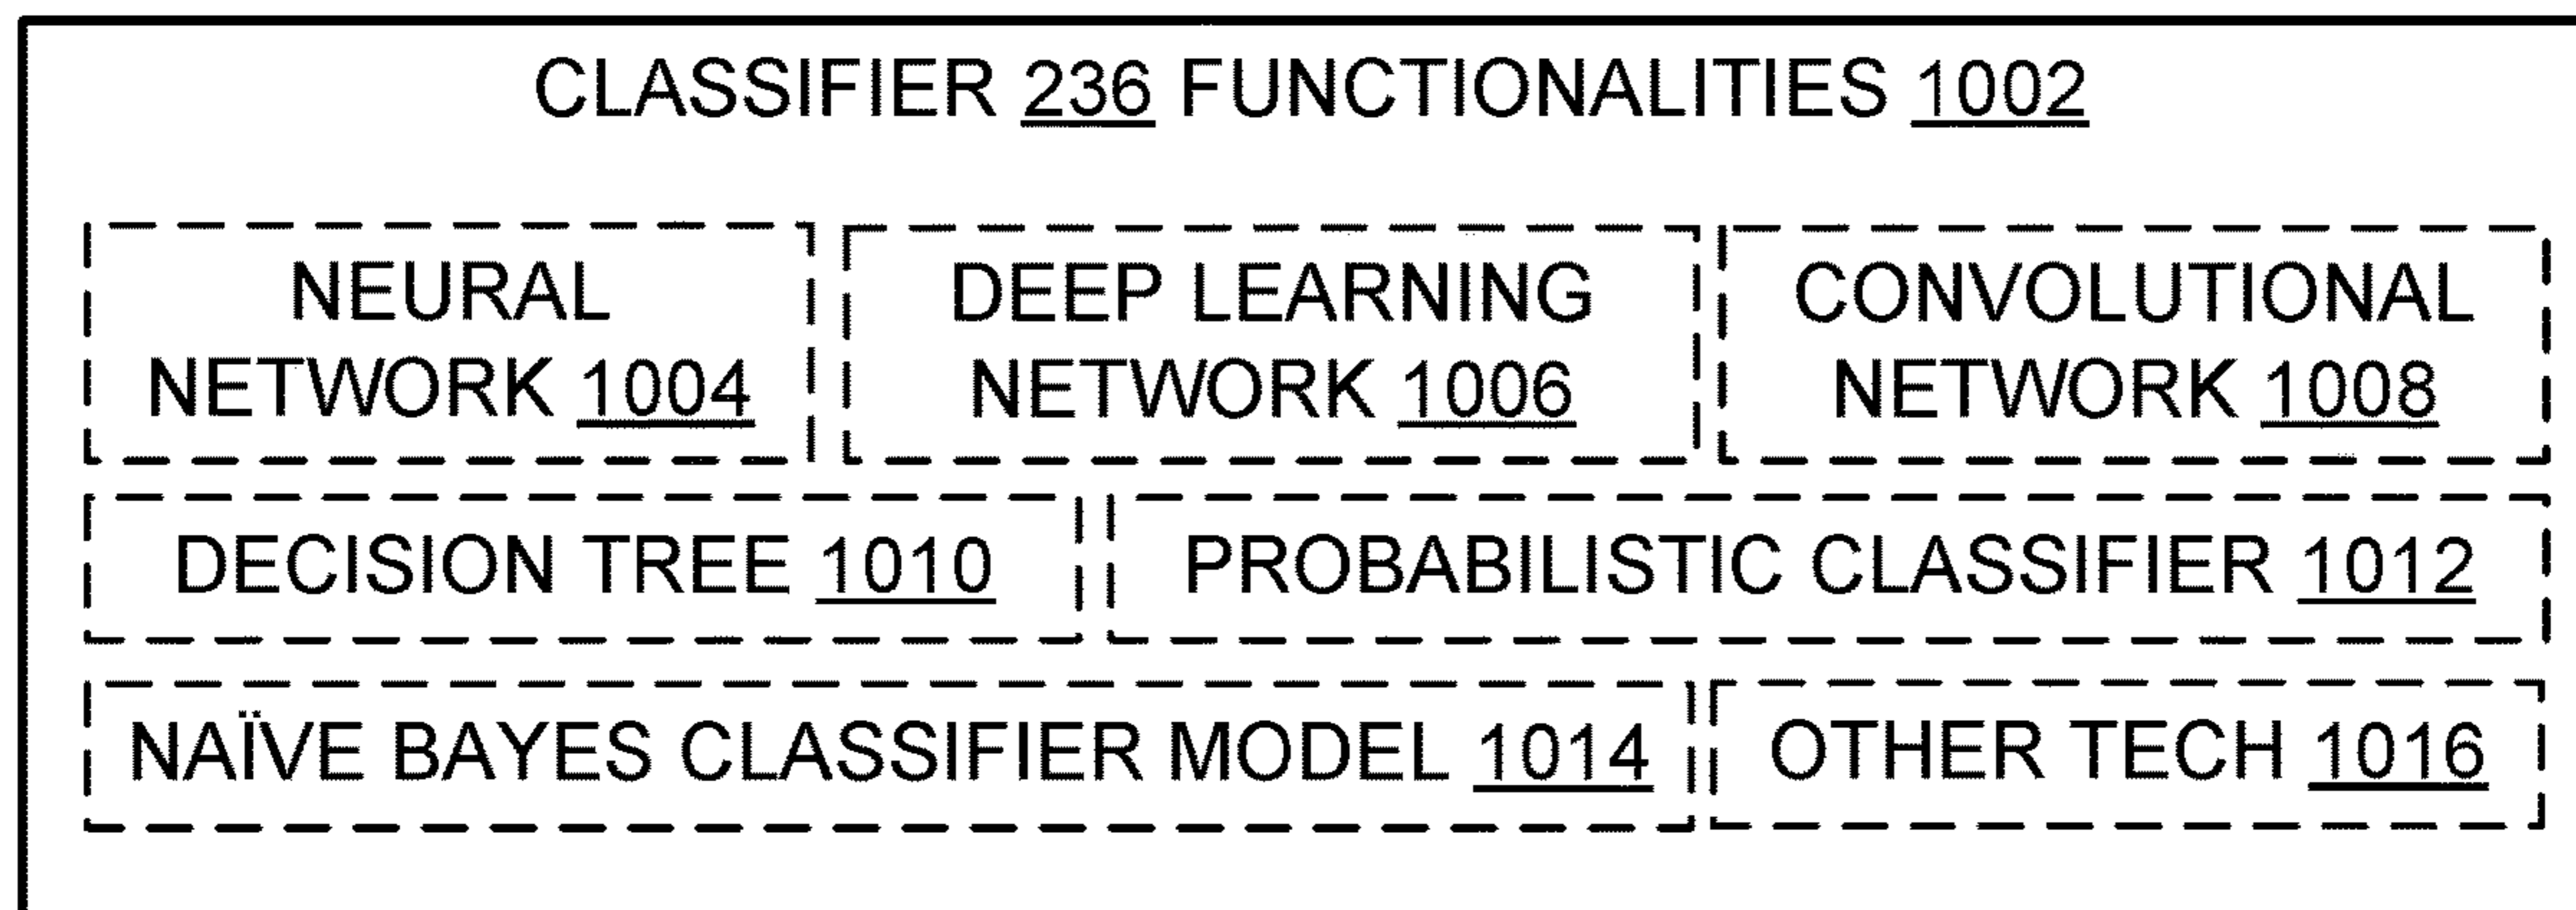 CLASSIFIER 236 FUNCTIONALITIES 1002
NEURAL
NETWORK 1004
DEEP LEARNING
NETWORK 1006
CONVOLUTIONAL
NETWORK 1008
DECISION TREE 1010
PROBABILISTIC CLASSIFIER 1012
NAÏVE BAYES CLASSIFIER MODEL 1014
OTHER TECH 1016